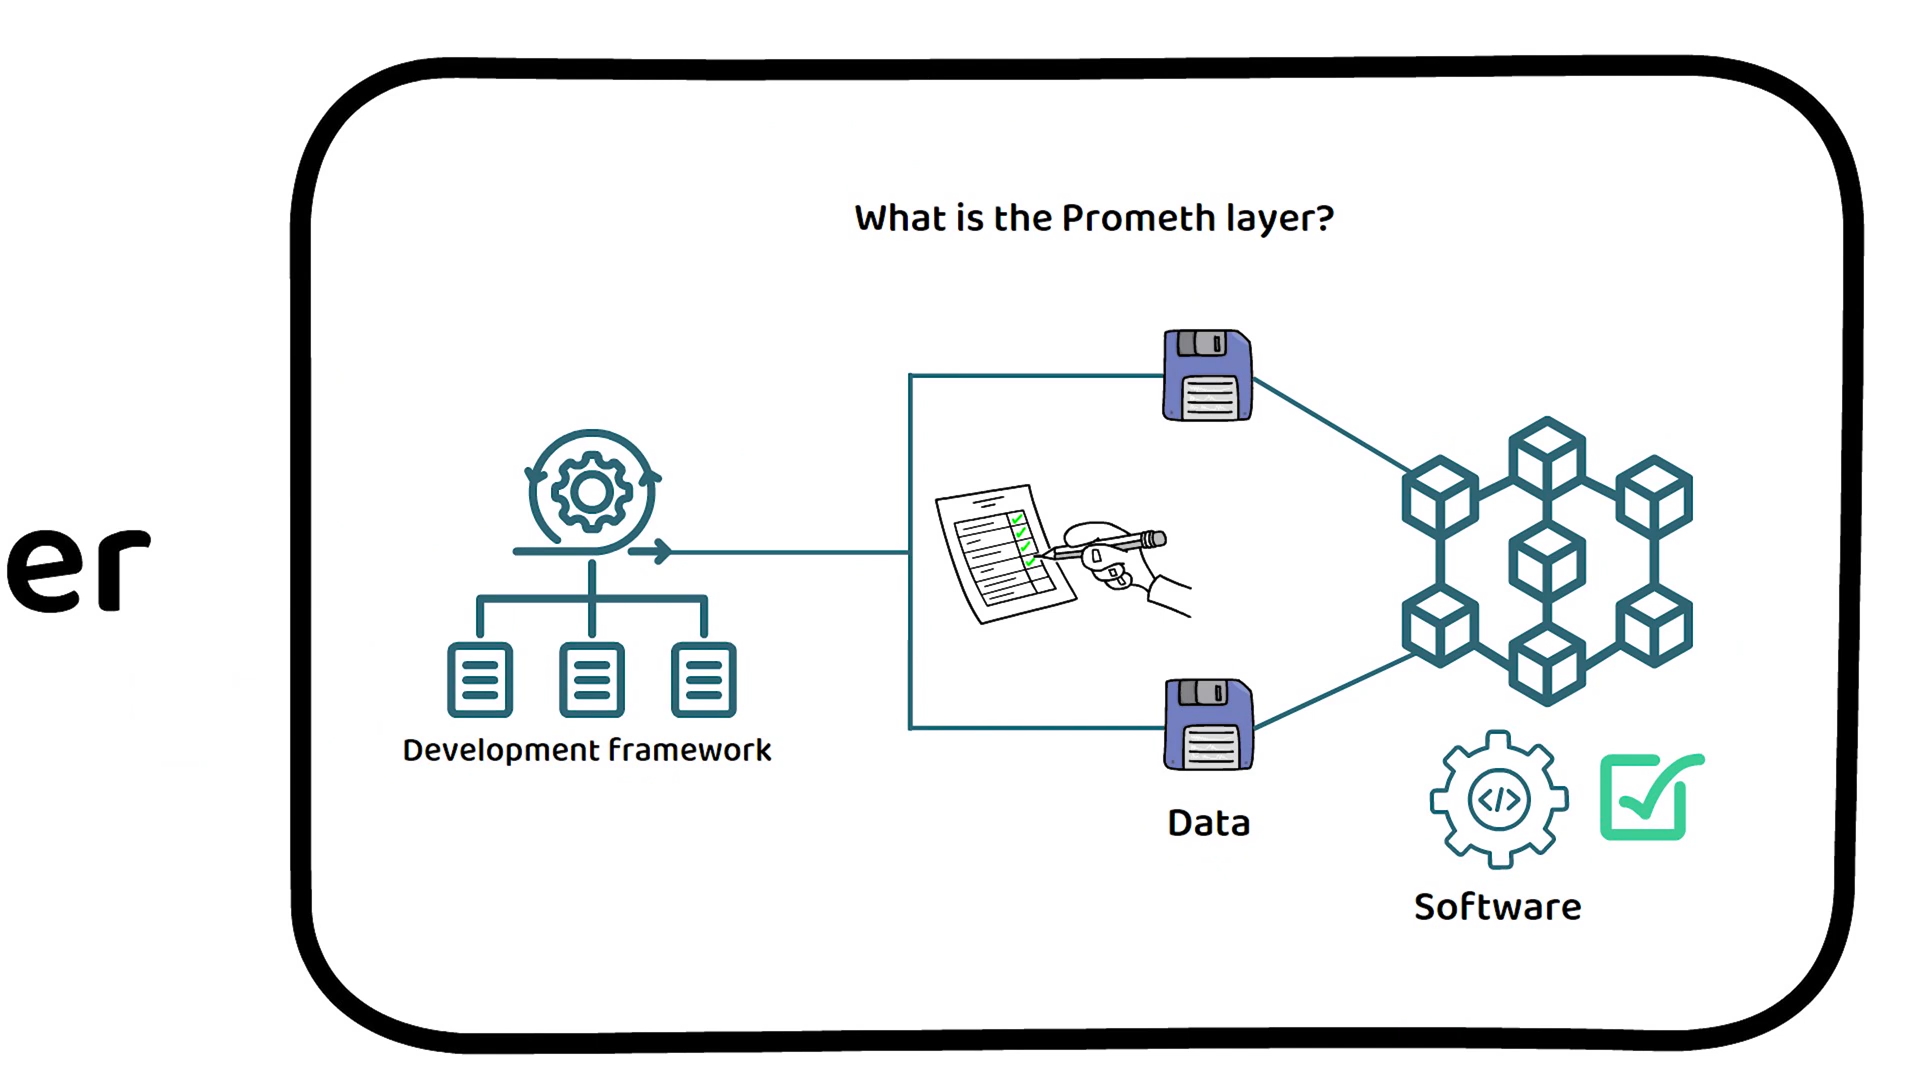 What is the Prometh layer?
er
Development framework
Data
Software